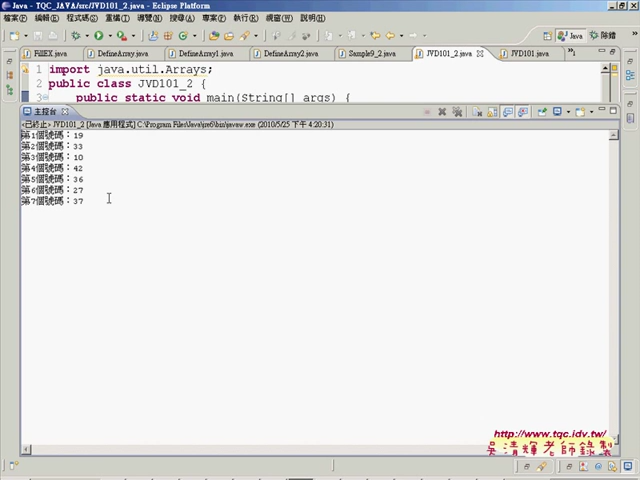 Java - TQC_JAVA/src/JVD101_2.java - Eclipse Platform
檔案(F) 編輯(E) 程式碼(S) 重構(T) 導覽(N) 搜尋(A) 專案(P) 執行(R) 視窗(W) 說明(H)
Java 除錯
FillEX.java DefineArray.java DefineArray1.java DefineArray2.java Sample9_2.java JVD101_2.java JVD101.java
1 import java.util.Arrays;
2 public class JVD101_2 {
3 public static void main(String[] args) {
主控台
<已終止> JVD101_2 [Java 應用程式] C:\Program Files\Java\jre6\bin\javaw.exe (2010/5/25 下午 4:20:31)
第1個號碼：19
第2個號碼：33
第3個號碼：10
第4個號碼：42
第5個號碼：36
第6個號碼：27
第7個號碼：37
http://www.tqc.idv.tw/
吳清輝老師錄製